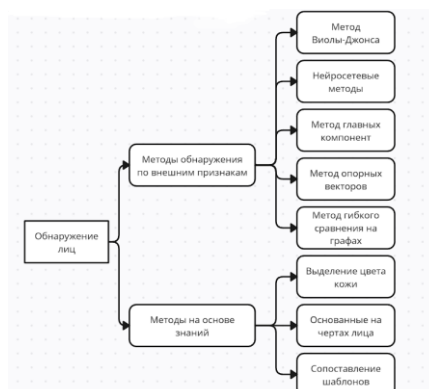 Метод
Виолы-Джонса
Нейросетевые
методы
Метод главных
компонент
Методы обнаружения
по внешним признакам
Метод опорных
векторов
Метод гибкого
сравнения на
графах
Обнаружение
лиц
Выделение цвета
кожи
Методы на основе
знаний
Основанные на
чертах лица
Сопоставление
шаблонов